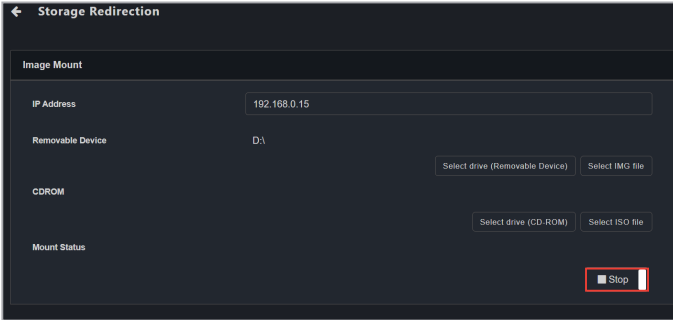 Storage Redirection
Image Mount
IP Address 192.168.0.15
Removable Device D:\
Select drive (Removable Device) Select IMG file
CDROM
Select drive (CD-ROM) Select ISO file
Mount Status
Stop